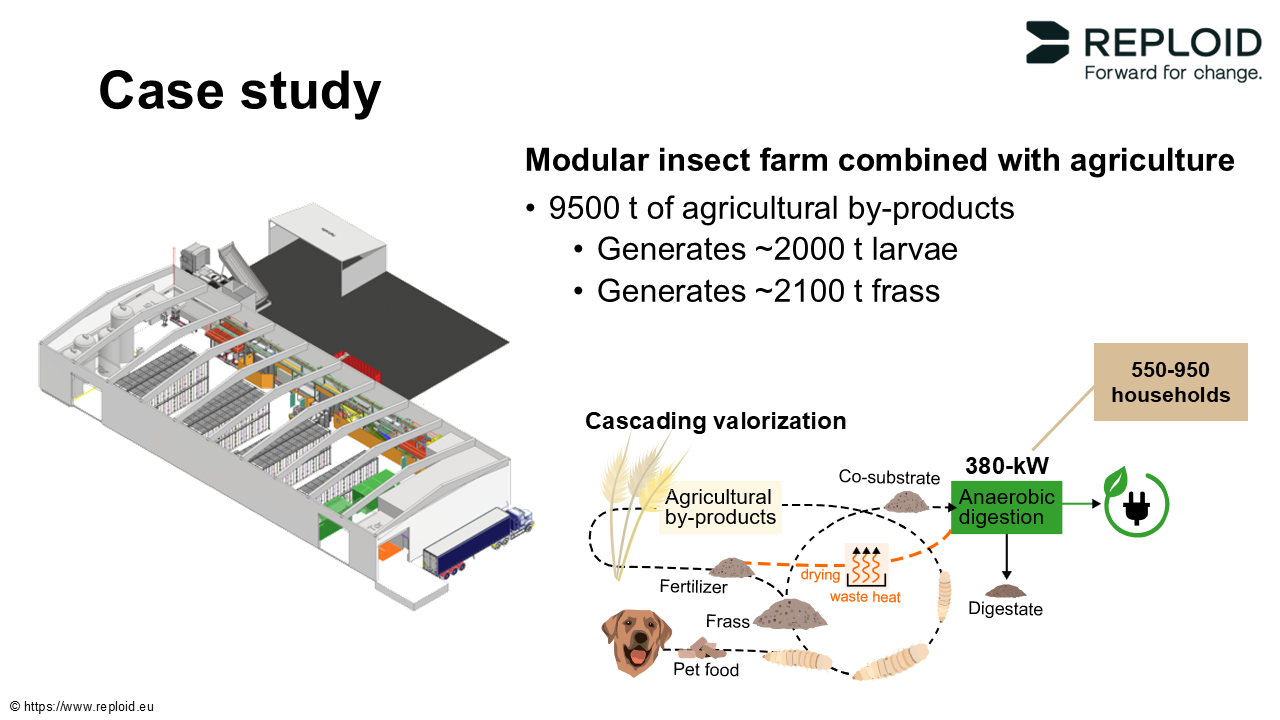 REPLOID
Forward for change.
Case study
Modular insect farm combined with agriculture
• 9500 t of agricultural by-products
• Generates ~2000 t larvae
• Generates ~2100 t frass
550-950
households
Cascading valorization
380-kW
Co-substrate
Agricultural
by-products
Anaerobic
digestion
drying
waste heat
Fertilizer
Digestate
Frass
Pet food
© https://www.reploid.eu